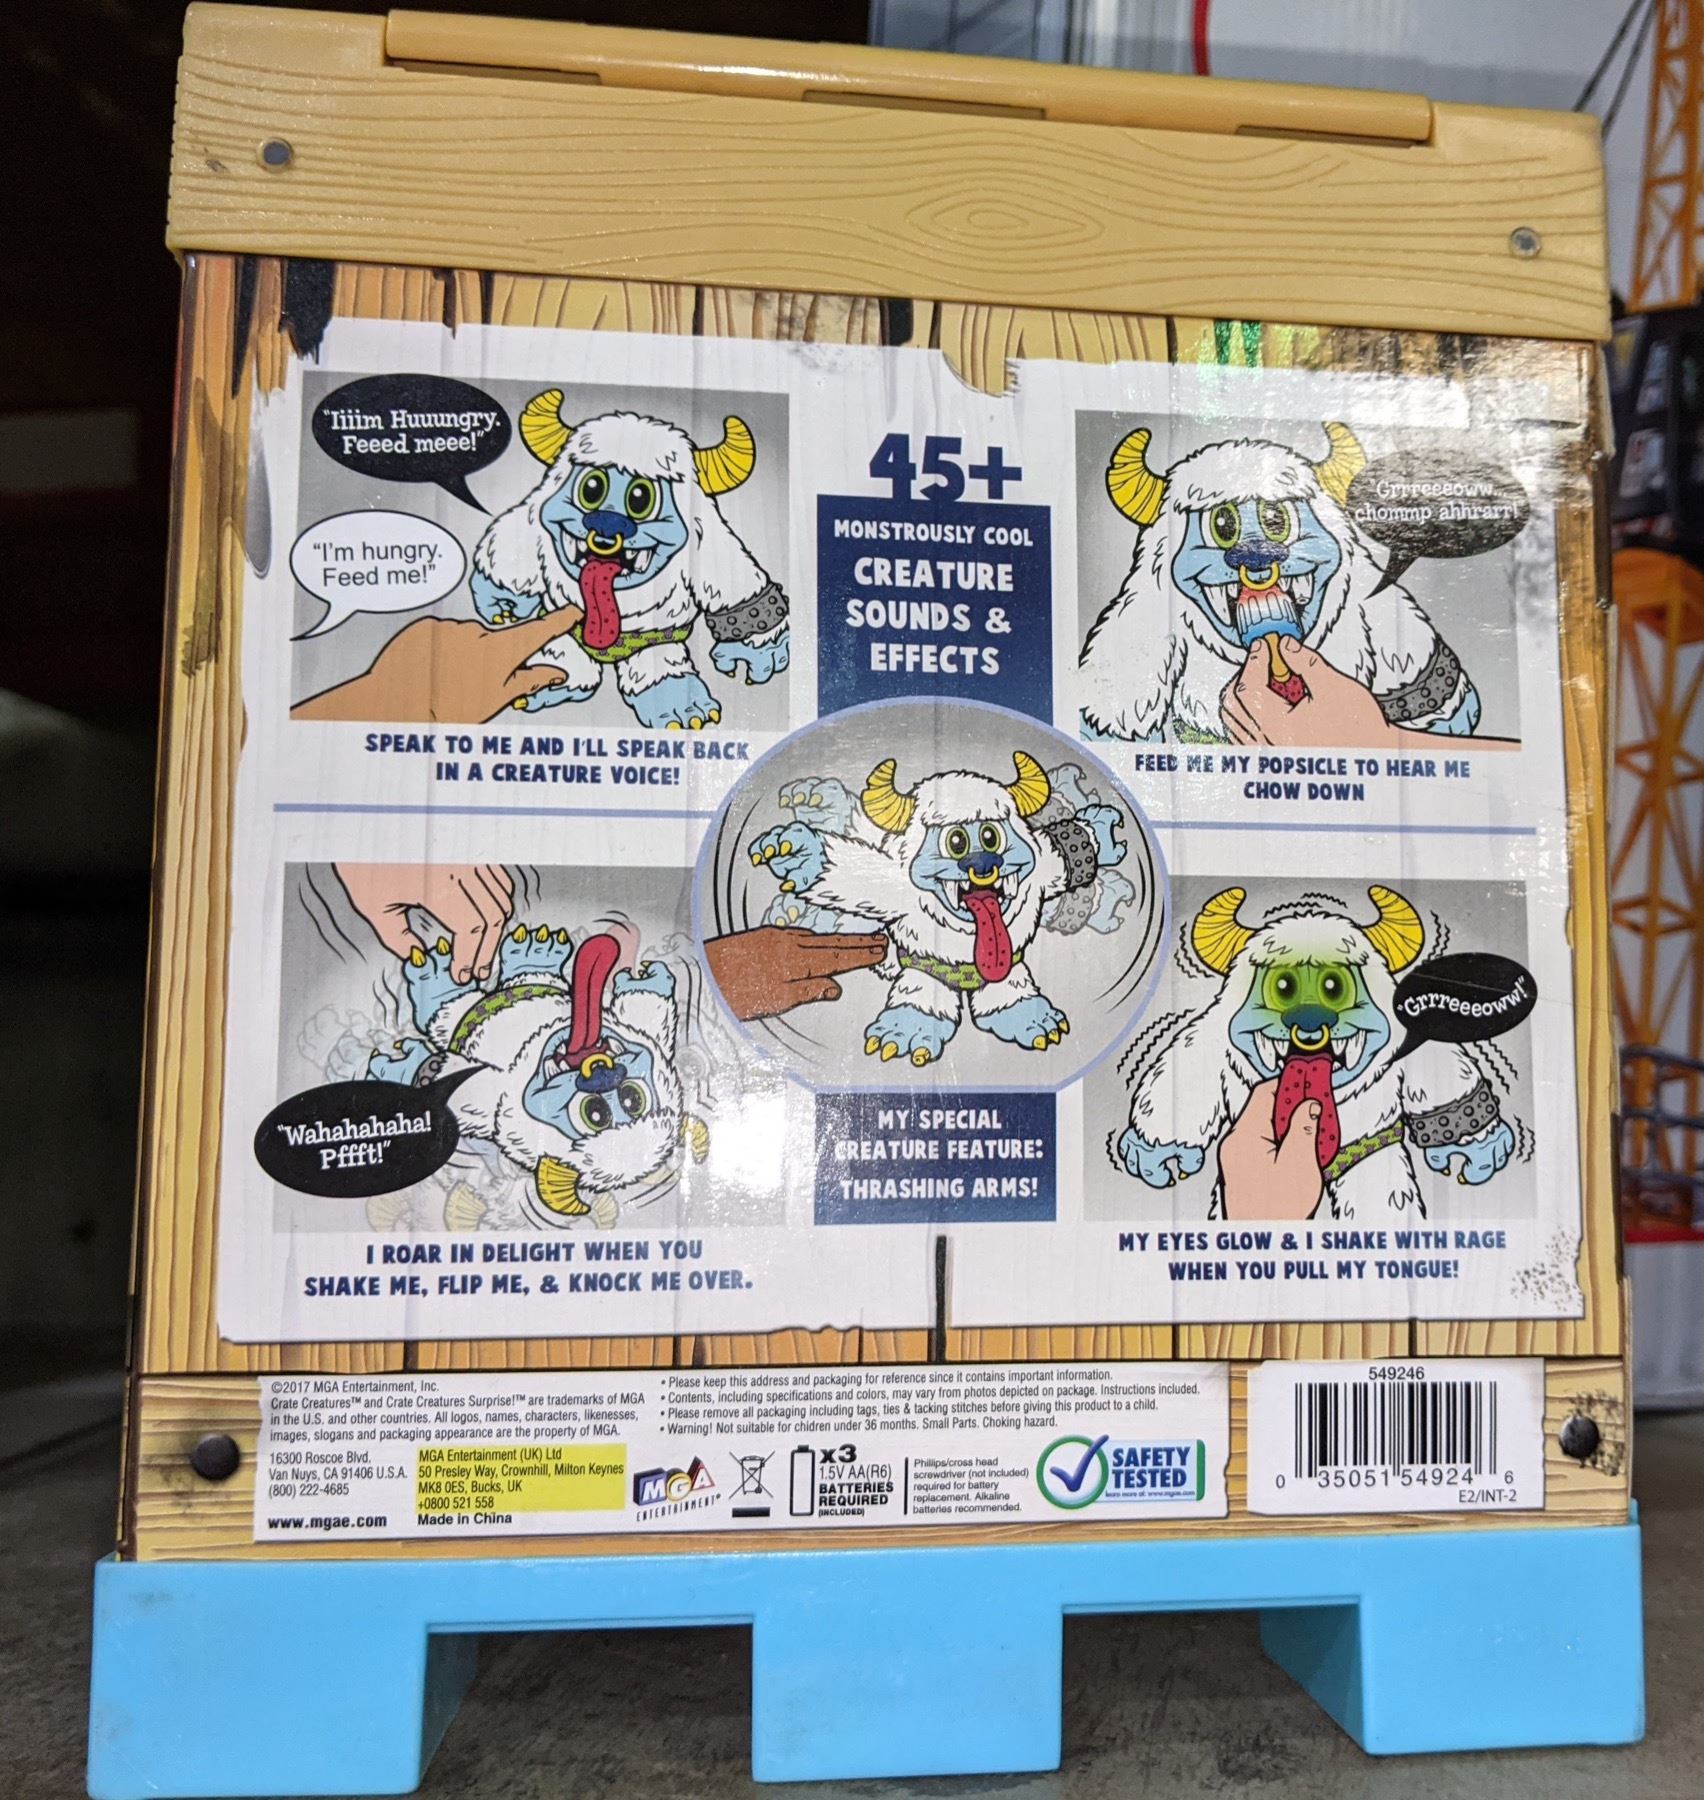 "Iiiim Huuungry.
Feeed meee!"
"I'm hungry.
Feed me!"
SPEAK TO ME AND I'LL SPEAK BACK
IN A CREATURE VOICE!
45+
MONSTROUSLY COOL
CREATURE
SOUNDS &
EFFECTS
"Grrreeeoww...
chommp ahhrarr!
FEED ME MY POPSICLE TO HEAR ME
CHOW DOWN
"Wahahahaha!
Pffft!"
I ROAR IN DELIGHT WHEN YOU
SHAKE ME, FLIP ME, & KNOCK ME OVER.
MY SPECIAL
CREATURE FEATURE:
THRASHING ARMS!
"Grrreeeoww!"
MY EYES GLOW & I SHAKE WITH RAGE
WHEN YOU PULL MY TONGUE!
©2017 MGA Entertainment, Inc.
Crate Creatures™ and Crate Creatures Surprise!™ are trademarks of MGA
in the U.S. and other countries. All logos, names, characters, likenesses,
images, slogans and packaging appearance are the property of MGA.
16300 Roscoe Blvd.
Van Nuys, CA 91406 U.S.A.
(800) 222-4685
www.mgae.com
MGA Entertainment (UK) Ltd
50 Presley Way, Crownhill, Milton Keynes
MK8 0ES, Bucks, UK
+0800 521 558
Made in China
• Please keep this address and packaging for reference since it contains important information.
• Contents, including specifications and colors, may vary from photos depicted on package. Instructions included.
• Please remove all packaging including tags, ties & tacking stitches before giving this product to a child.
• Warning! Not suitable for chidren under 36 months. Small Parts. Choking hazard.
MGA
ENTERTAINMENT®
x3
1.5V AA(R6)
BATTERIES
REQUIRED
(INCLUDED)
Phillips/cross head
screwdriver (not included)
required for battery
replacement. Alkaline
batteries recommended.
SAFETY
TESTED
learn more at: www.mgae.com
549246
0 35051 54924 6
E2/INT-2